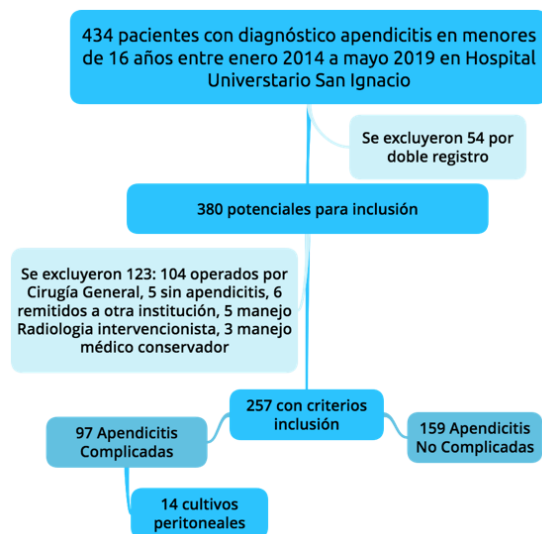 434 pacientes con diagnóstico apendicitis en menores
de 16 años entre enero 2014 a mayo 2019 en Hospital
Universtario San Ignacio
Se excluyeron 54 por
doble registro
380 potenciales para inclusión
Se excluyeron 123: 104 operados por
Cirugía General, 5 sin apendicitis, 6
remitidos a otra institución, 5 manejo
Radiologia intervencionista, 3 manejo
médico conservador
257 con criterios
inclusión
97 Apendicitis
Complicadas
159 Apendicitis
No Complicadas
14 cultivos
peritoneales